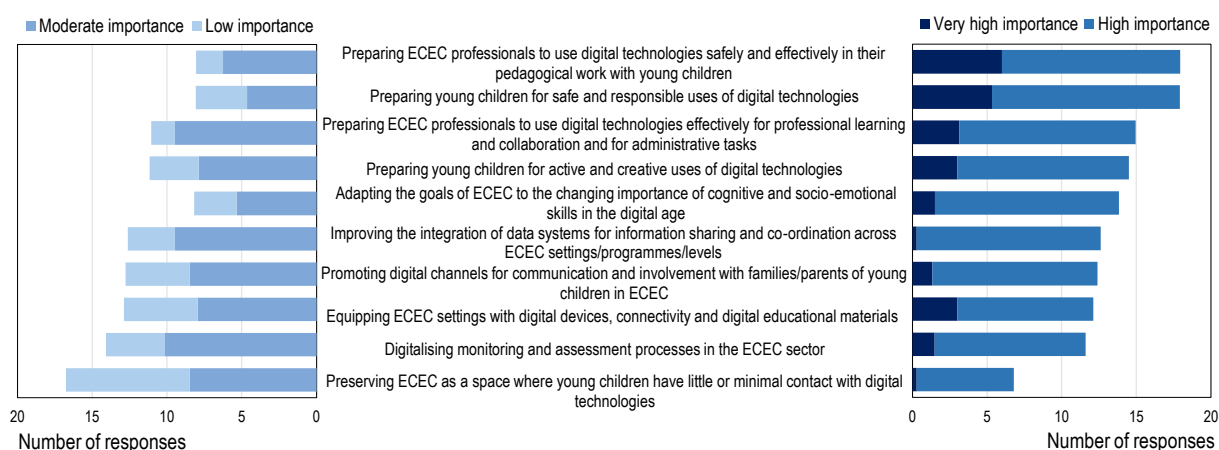 Moderate importance Low importance
Very high importance High importance
Preparing ECEC professionals to use digital technologies safely and effectively in their
pedagogical work with young children
Preparing young children for safe and responsible uses of digital technologies
Preparing ECEC professionals to use digital technologies effectively for professional learning
and collaboration and for administrative tasks
Preparing young children for active and creative uses of digital technologies
Adapting the goals of ECEC to the changing importance of cognitive and socio-emotional
skills in the digital age
Improving the integration of data systems for information sharing and co-ordination across
ECEC settings/programmes/levels
Promoting digital channels for communication and involvement with families/parents of young
children in ECEC
Equipping ECEC settings with digital devices, connectivity and digital educational materials
Digitalising monitoring and assessment processes in the ECEC sector
Preserving ECEC as a space where young children have little or minimal contact with digital
technologies
20 15 10 5 0
Number of responses
0 5 10 15 20
Number of responses